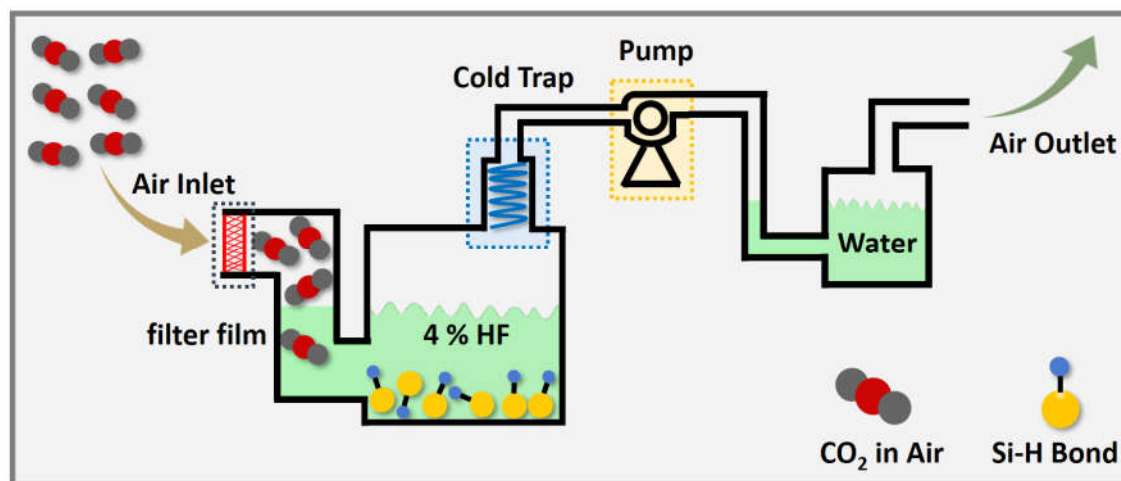 Pump
Cold Trap
Air Inlet
Air Outlet
Water
filter film
4 % HF
CO₂ in Air
Si-H Bond